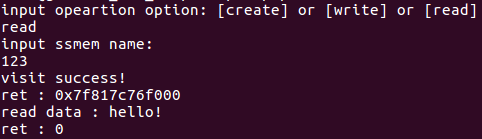 input opeartion option: [create] or [write] or [read]
read
input ssmem name:
123
visit success!
ret : 0x7f817c76f000
read data : hello!
ret : 0